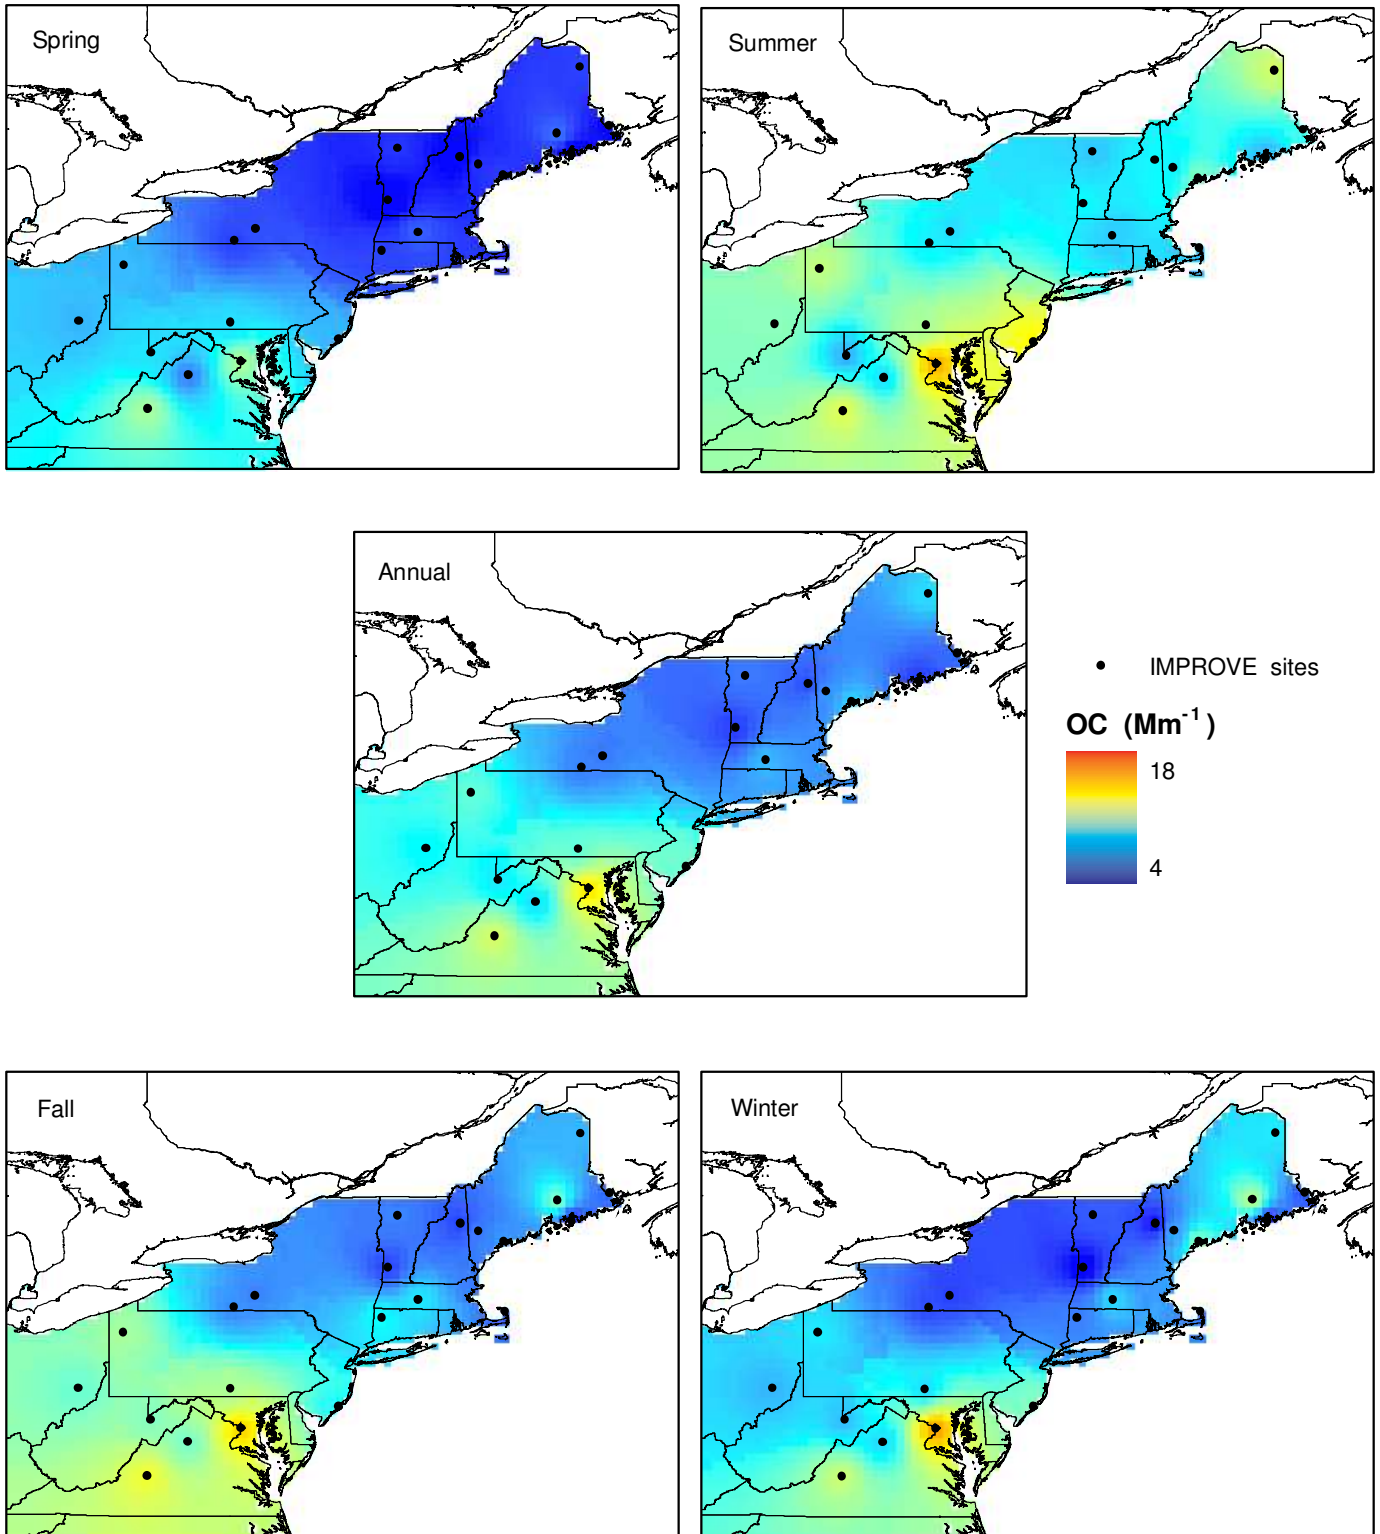 Spring
Summer
Annual
IMPROVE sites
OC (Mm⁻¹)
18
4
Fall
Winter